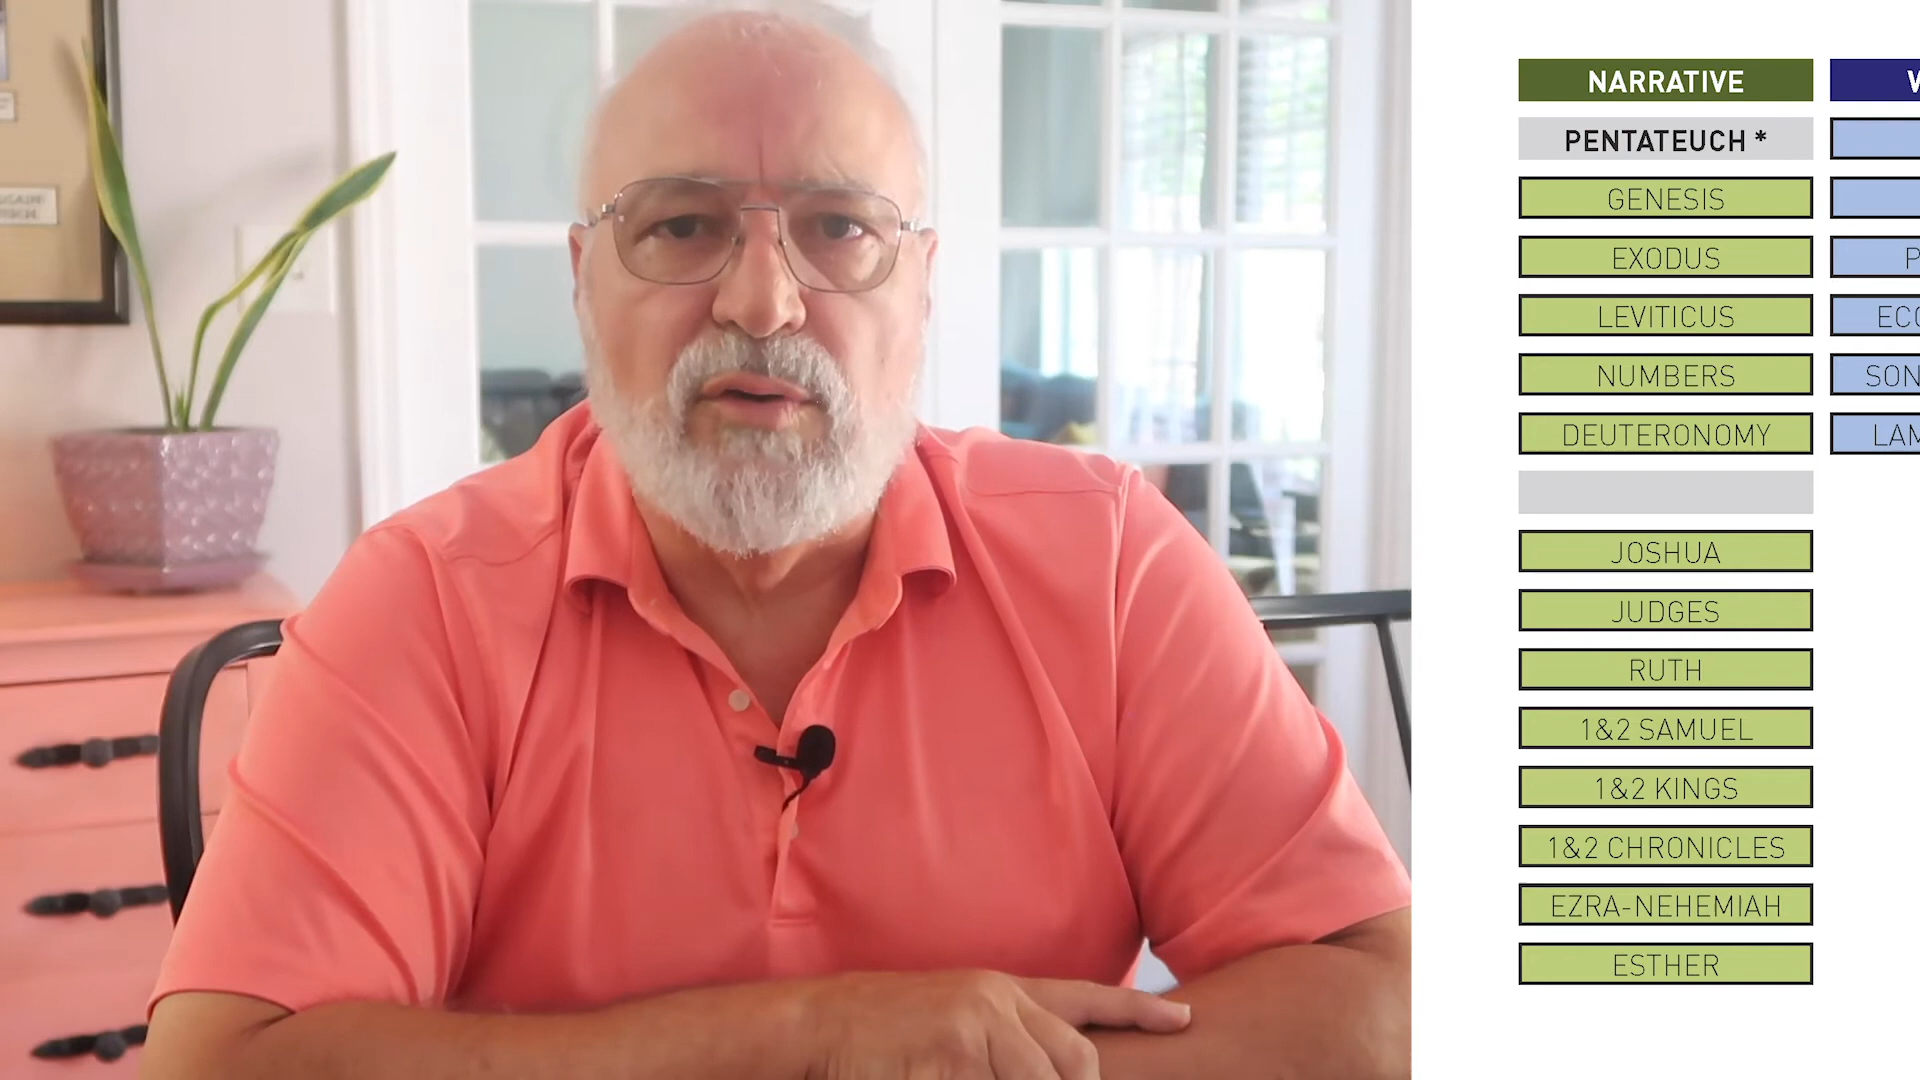 NARRATIVE
PENTATEUCH *
GENESIS
EXODUS
LEVITICUS
NUMBERS
DEUTERONOMY
JOSHUA
JUDGES
RUTH
1&2 SAMUEL
1&2 KINGS
1&2 CHRONICLES
EZRA-NEHEMIAH
ESTHER